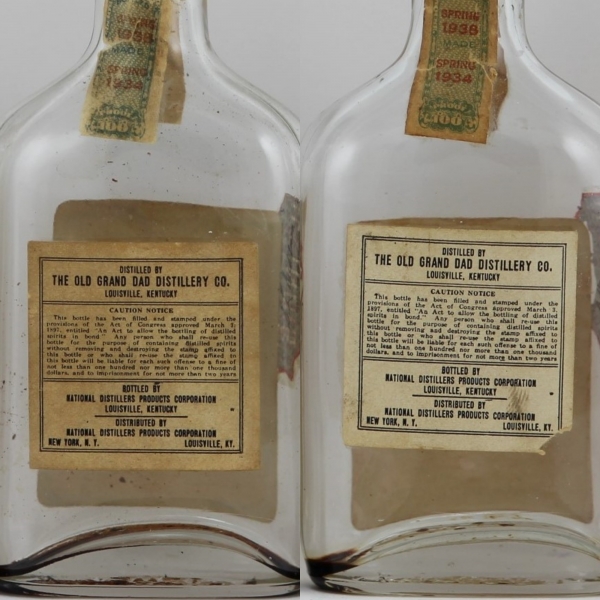 SPRING
1938
MADE
SPRING
1934
100
DISTILLED BY
THE OLD GRAND DAD DISTILLERY CO.
LOUISVILLE, KENTUCKY
CAUTION NOTICE
This bottle has been filled and stamped under the
provisions of the Act of Congress approved March 3,
1897, entitled "An Act to allow the bottling of distilled
spirits in bond." Any person who shall re-use this
bottle for the purpose of containing distilled spirits
without removing and destroying the stamp affixed to
this bottle or who shall re-use the stamp affixed to
this bottle will be liable for each such offense to a fine of
not less than one hundred nor more than one thousand
dollars, and to imprisonment for not more than two years
BOTTLED BY
NATIONAL DISTILLERS PRODUCTS CORPORATION
LOUISVILLE, KENTUCKY
DISTRIBUTED BY
NATIONAL DISTILLERS PRODUCTS CORPORATION
NEW YORK, N. Y. LOUISVILLE, KY.
SPRING
1938
MADE
SPRING
1934
100
DISTILLED BY
THE OLD GRAND DAD DISTILLERY CO.
LOUISVILLE, KENTUCKY
CAUTION NOTICE
This bottle has been filled and stamped under the
provisions of the Act of Congress approved March 3,
1897, entitled "An Act to allow the bottling of distilled
spirits in bond." Any person who shall re-use this
bottle for the purpose of containing distilled spirits
without removing and destroying the stamp affixed to
this bottle or who shall re-use the stamp affixed to
this bottle will be liable for each such offense to a fine of
not less than one hundred nor more than one thousand
dollars, and to imprisonment for not more than two years
BOTTLED BY
NATIONAL DISTILLERS PRODUCTS CORPORATION
LOUISVILLE, KENTUCKY
DISTRIBUTED BY
NATIONAL DISTILLERS PRODUCTS CORPORATION
NEW YORK, N. Y. LOUISVILLE, KY.